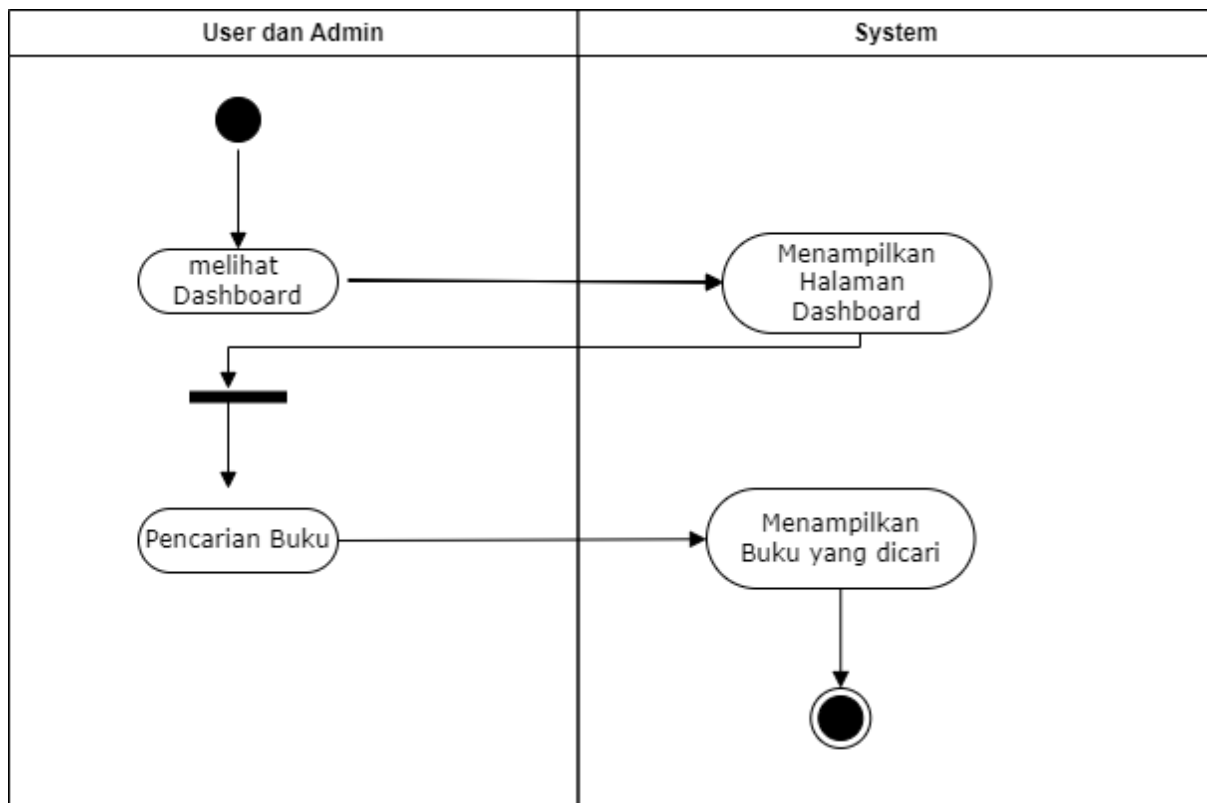 User dan Admin
System
melihat
Dashboard
Menampilkan
Halaman
Dashboard
Pencarian Buku
Menampilkan
Buku yang dicari